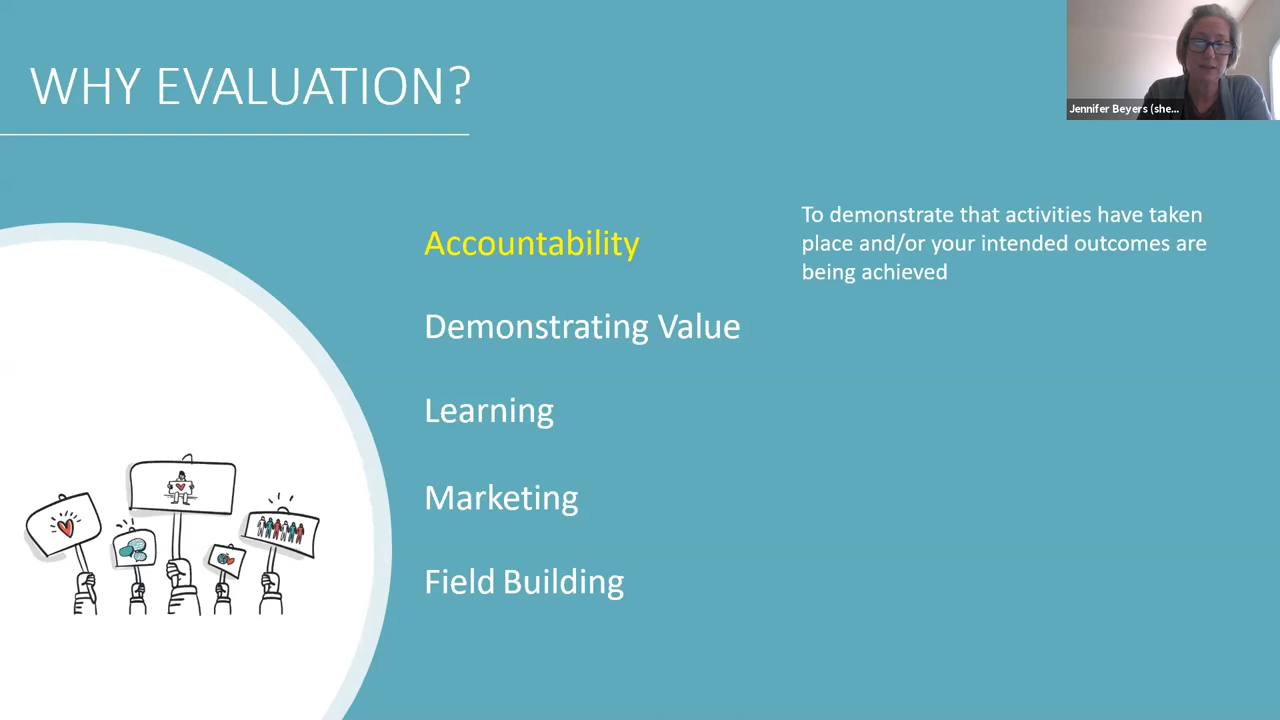 WHY EVALUATION?
Jennifer Beyers (she...
To demonstrate that activities have taken
place and/or your intended outcomes are
being achieved
Accountability
Demonstrating Value
Learning
Marketing
Field Building